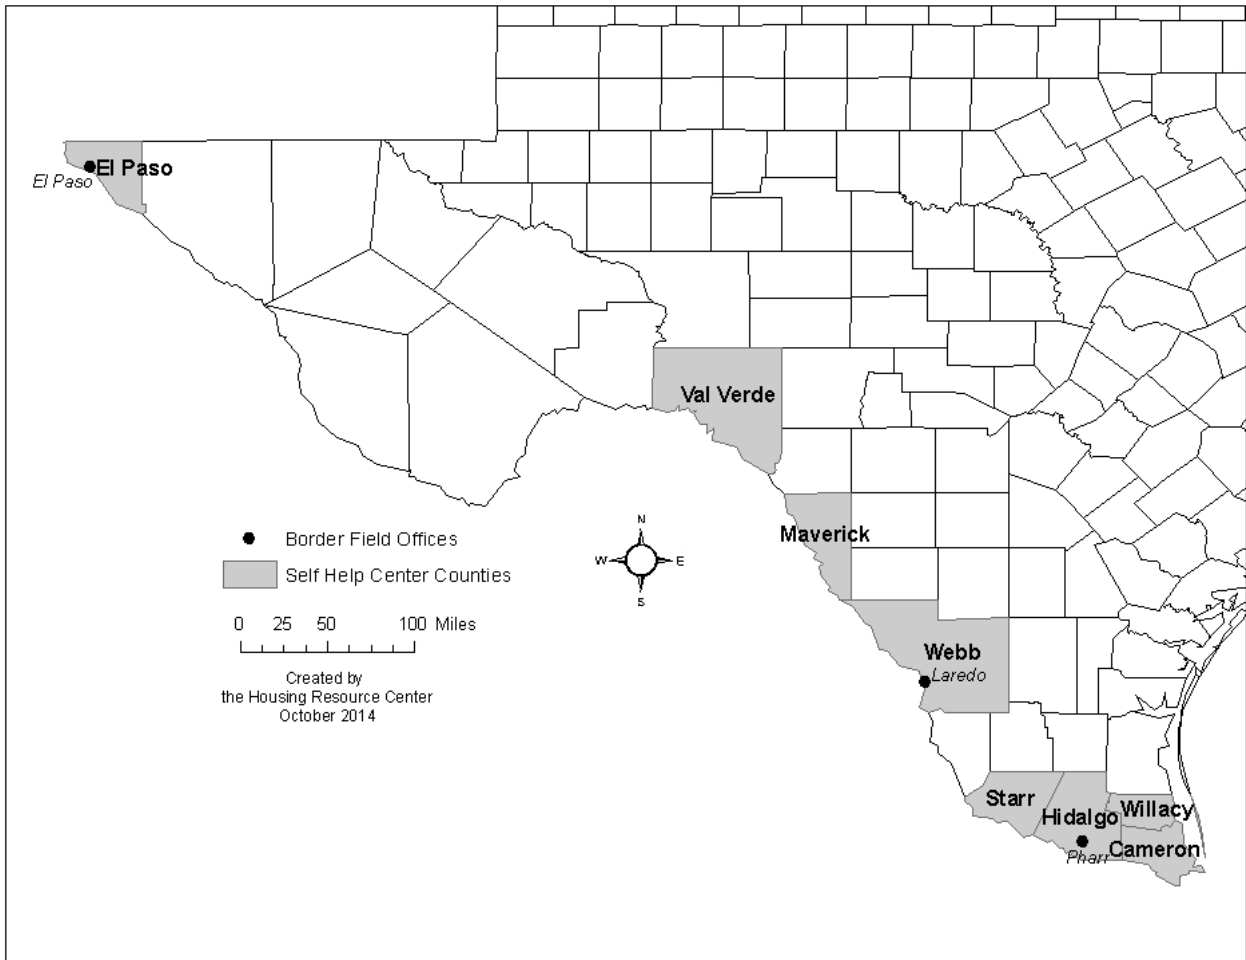 El Paso
El Paso
Val Verde
Maverick
N
W E
S
Border Field Offices
Self Help Center Counties
0 25 50 100 Miles
Created by
the Housing Resource Center
October 2014
Webb
Laredo
Starr
Hidalgo
Willacy
Pharr
Cameron